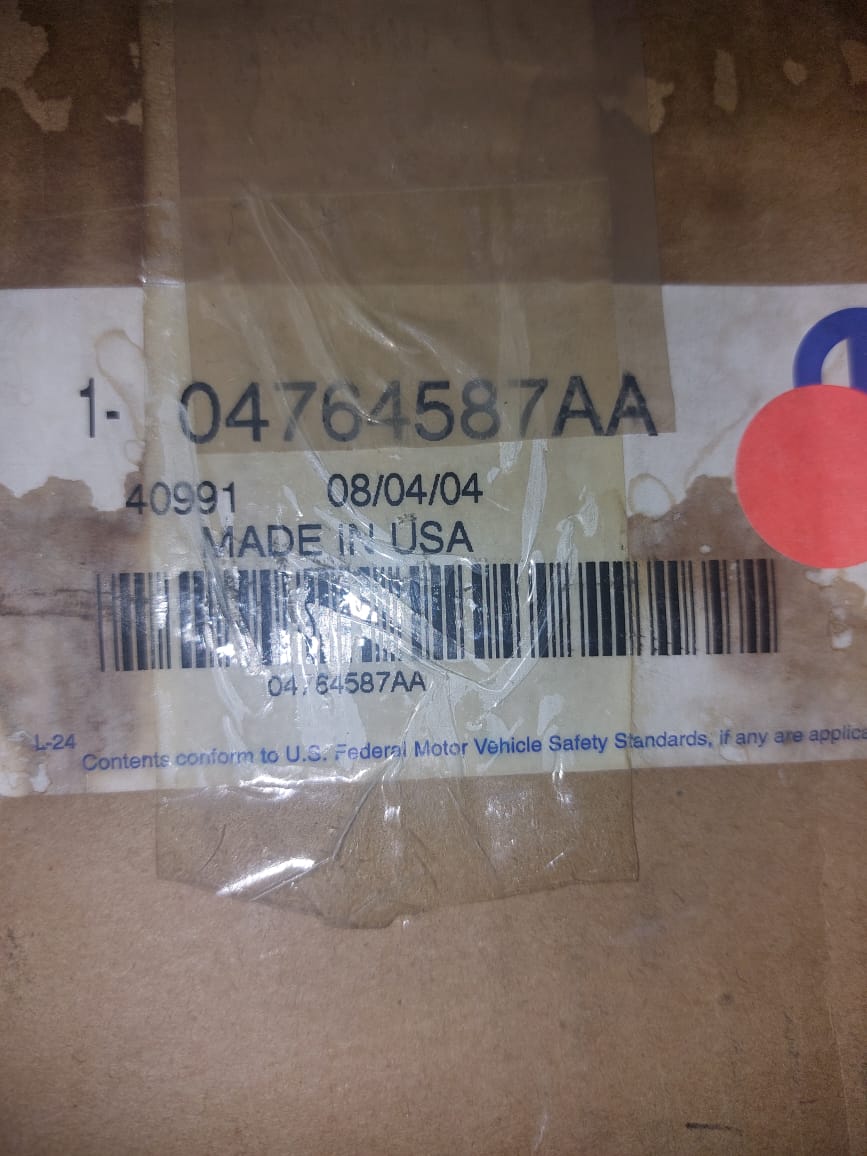 1- 04764587AA
40991 08/04/04
MADE IN USA
04764587AA
L-24
Contents conform to U.S. Federal Motor Vehicle Safety Standards, if any are